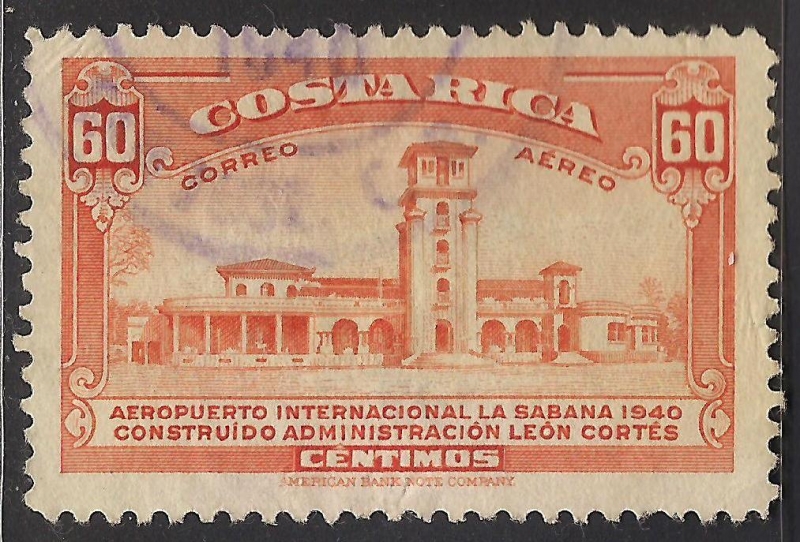 COSTA RICA
60
60
CORREO AÉREO
AEROPUERTO INTERNACIONAL LA SABANA 1940
CONSTRUÍDO ADMINISTRACIÓN LEÓN CORTÉS
CÉNTIMOS
AMERICAN BANK NOTE COMPANY.